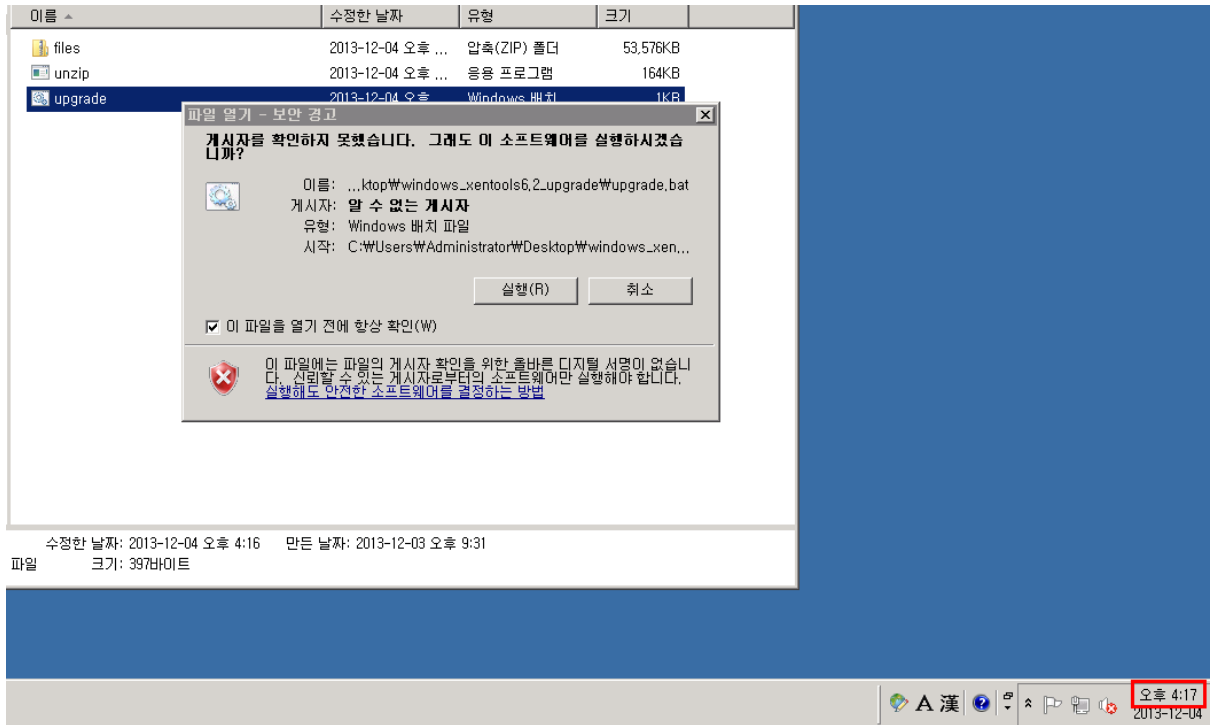 이름 수정한 날짜 유형 크기
files 2013-12-04 오후 ... 압축(ZIP) 폴더 53,576KB
unzip 2013-12-04 오후 ... 응용 프로그램 164KB
upgrade 2013-12-04 오후 Windows 배치 1KB
파일 열기 - 보안 경고
게시자를 확인하지 못했습니다. 그래도 이 소프트웨어를 실행하시겠습
니까?
이름: ...ktop₩windows_xentools6.2_upgrade₩upgrade.bat
게시자: 알 수 없는 게시자
유형: Windows 배치 파일
시작: C:₩Users₩Administrator₩Desktop₩windows_xen...
실행(R) 취소
이 파일을 열기 전에 항상 확인(W)
이 파일에는 파일의 게시자 확인을 위한 올바른 디지털 서명이 없습니
다. 신뢰할 수 있는 게시자로부터의 소프트웨어만 실행해야 합니다.
실행해도 안전한 소프트웨어를 결정하는 방법
수정한 날짜: 2013-12-04 오후 4:16 만든 날짜: 2013-12-03 오후 9:31
파일 크기: 397바이트
A 漢 오후 4:17
2013-12-04